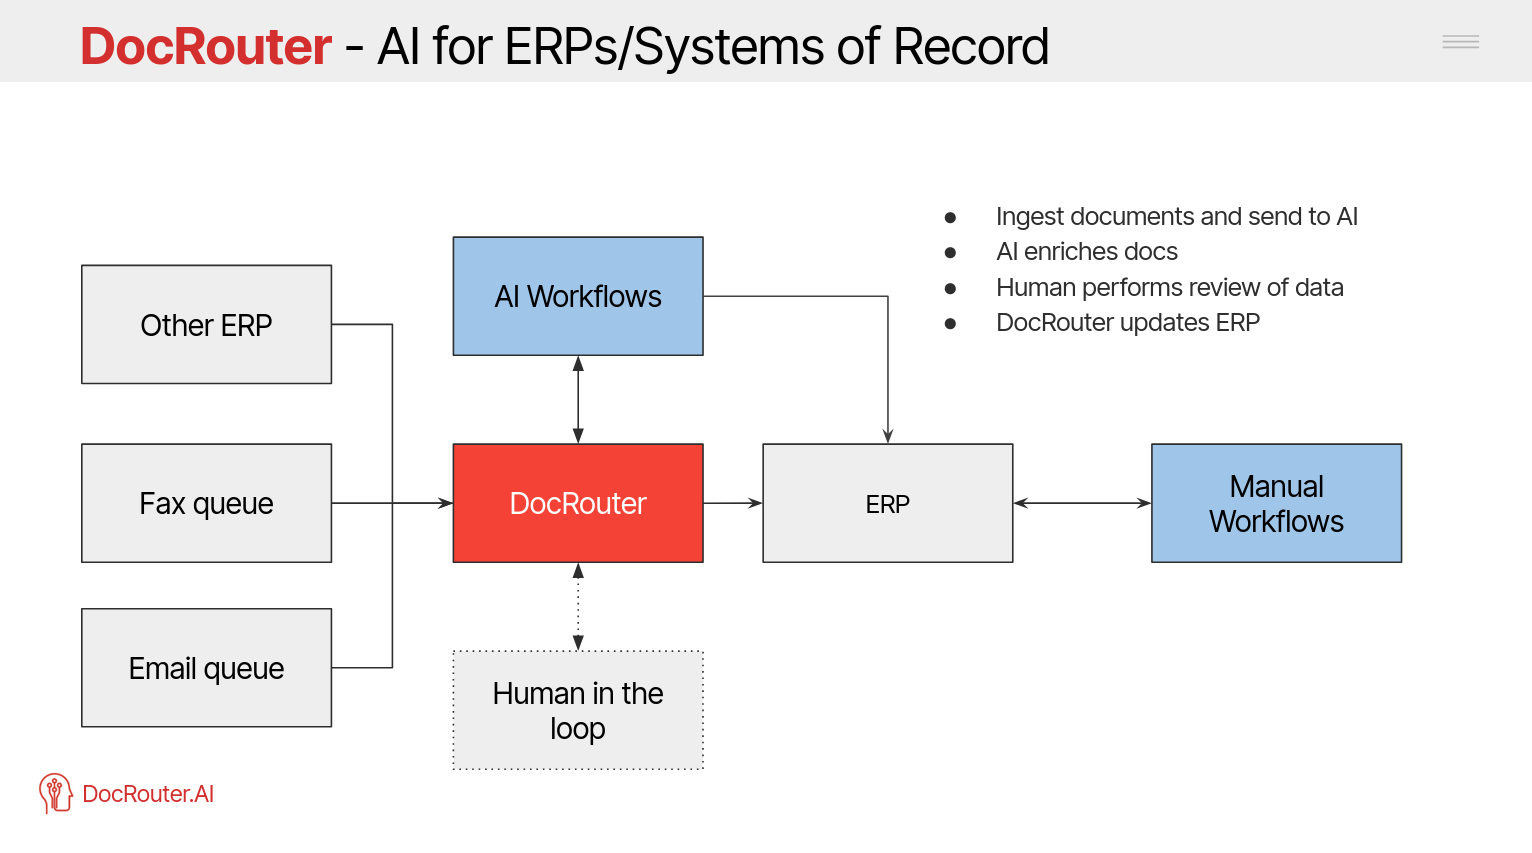 DocRouter - AI for ERPs/Systems of Record
● Ingest documents and send to AI
● AI enriches docs
● Human performs review of data
● DocRouter updates ERP
AI Workflows
Other ERP
Fax queue
DocRouter
ERP
Manual
Workflows
Email queue
Human in the
loop
DocRouter.AI